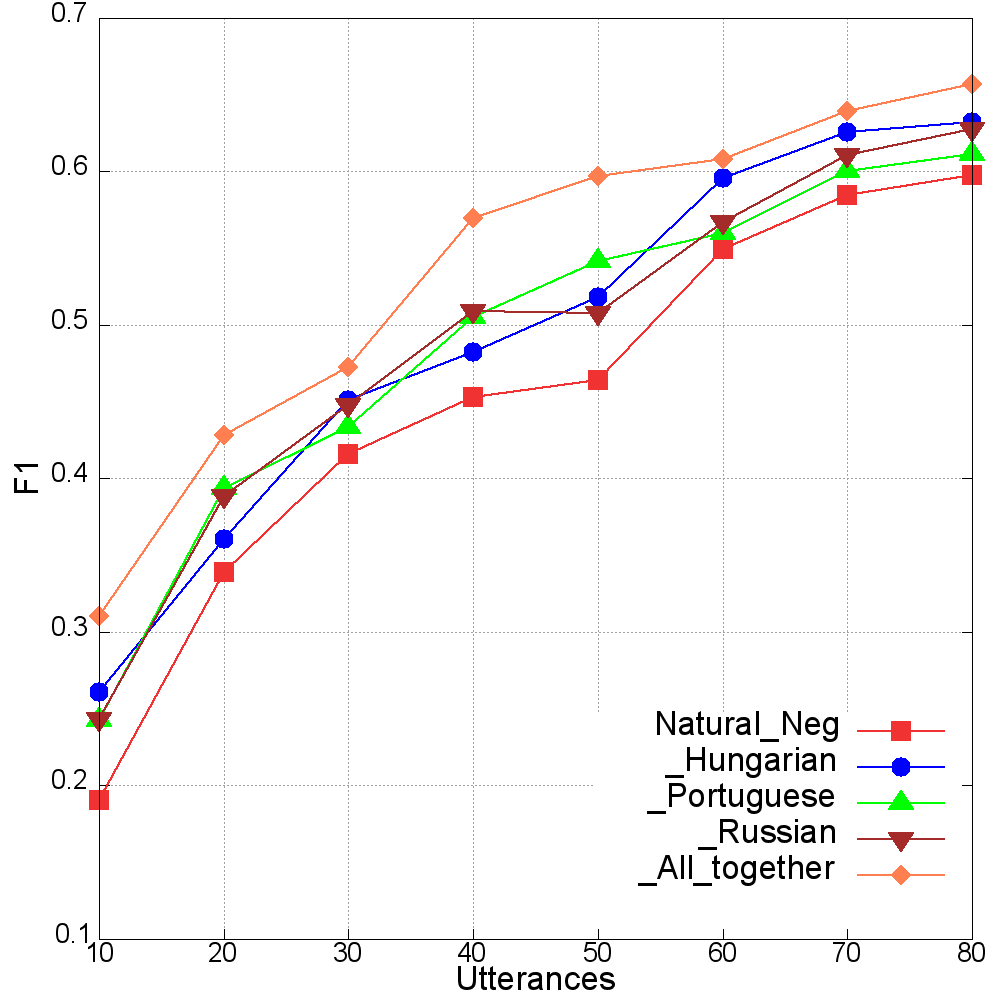 0.7
0.6
0.5
0.4
0.3
0.2
0.1
F1
Natural_Neg
_Hungarian
_Portuguese
_Russian
_All_together
10 20 30 40 50 60 70 80
Utterances